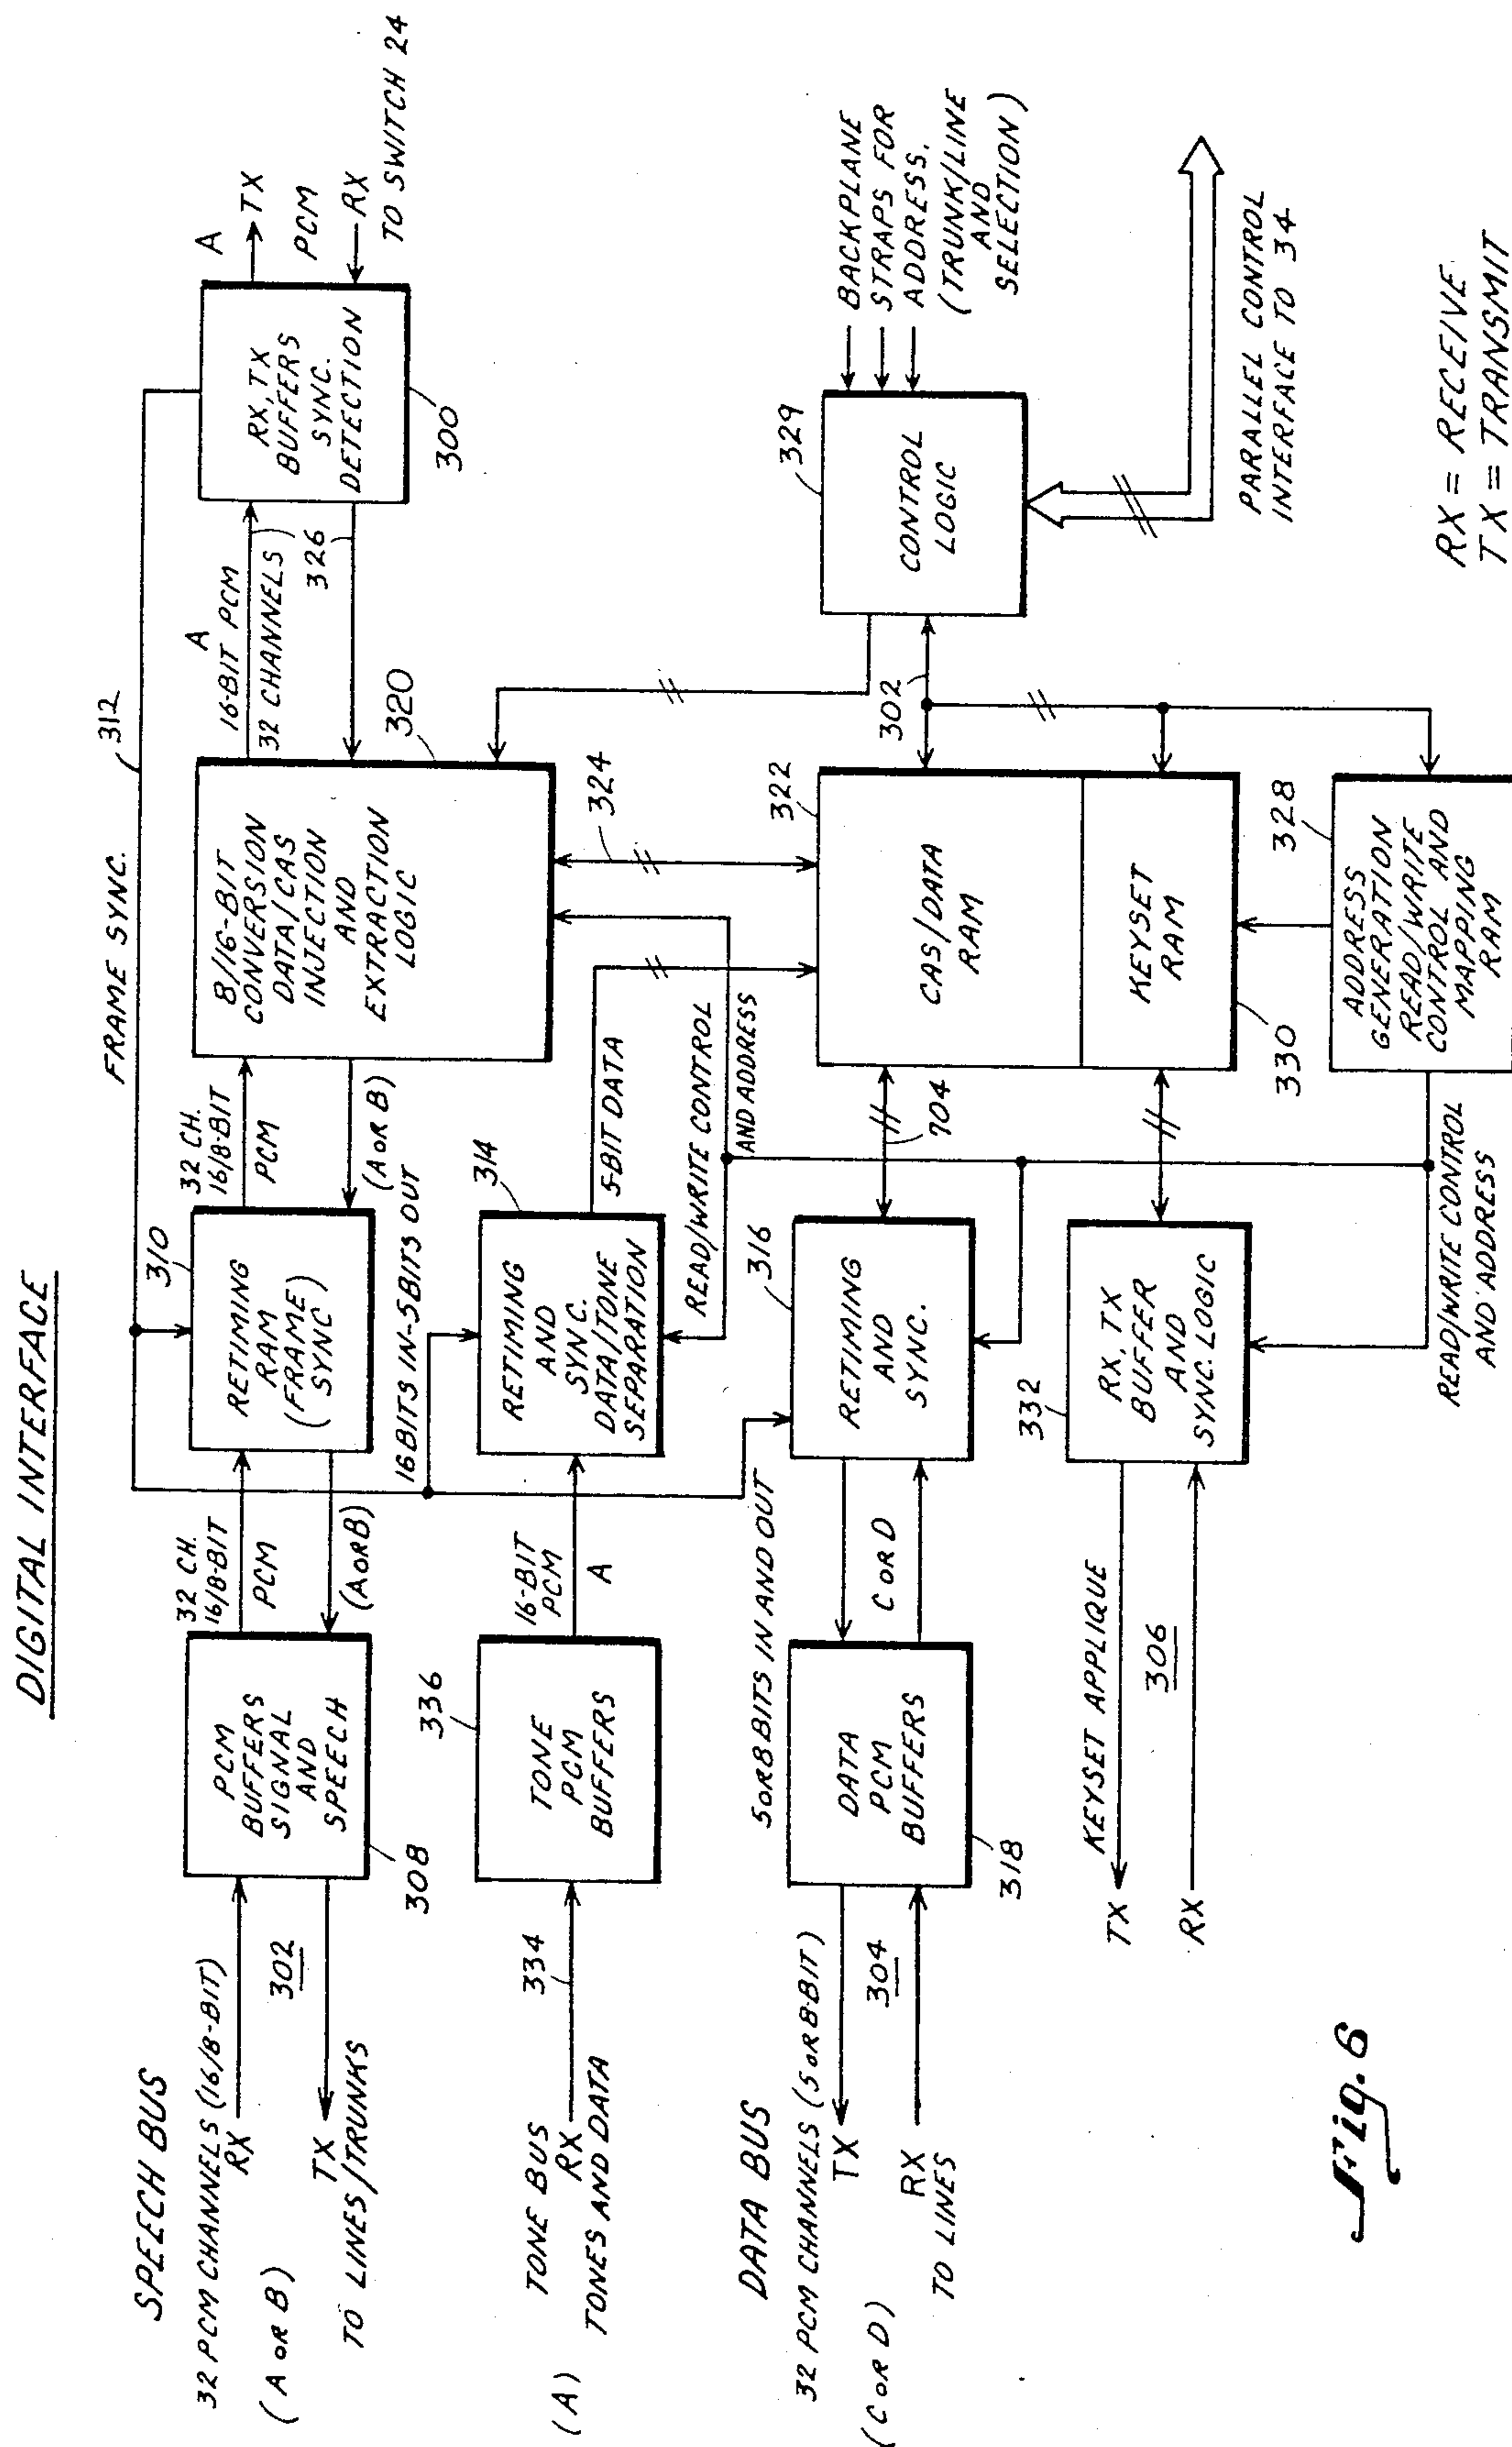 DIGITAL INTERFACE
SPEECH BUS
32 PCM CHANNELS (16/8-BIT)
RX
(A OR B)
302
TX
TO LINES/TRUNKS
PCM
BUFFERS
SIGNAL
AND
SPEECH
308
32 CH.
16/8-BIT
PCM
(A OR B)
RETIMING
RAM
(FRAME)
SYNC
310
FRAME SYNC.
312
32 CH.
16/8-BIT
PCM
(A OR B)
8/16-BIT
CONVERSION
DATA/CAS
INJECTION
AND
EXTRACTION
LOGIC
320
A
16-BIT PCM
32 CHANNELS
326
RX, TX
BUFFERS
SYNC.
DETECTION
300
A
TX
PCM
RX
TO SWITCH 24
TONE BUS
RX
(A)
TONES AND DATA
334
TONE
PCM
BUFFERS
336
16-BIT
PCM
A
16BITS IN-5BITS OUT
RETIMING
AND
SYNC.
DATA/TONE
SEPARATION
314
5-BIT DATA
READ/WRITE CONTROL
AND ADDRESS
324
DATA BUS
32 PCM CHANNELS (5 OR 8-BIT)
TX
(C OR D)
304
RX
TO LINES
DATA
PCM
BUFFERS
318
5 OR 8 BITS IN AND OUT
C OR D
RETIMING
AND
SYNC.
316
704
CAS/DATA
RAM
322
KEYSET
RAM
330
302
CONTROL
LOGIC
329
BACKPLANE
STRAPS FOR
ADDRESS.
(TRUNK/LINE
AND
SELECTION)
PARALLEL CONTROL
INTERFACE TO 34
KEYSET APPLIQUE
TX
306
RX
RX, TX
BUFFER
AND
SYNC. LOGIC
332
READ/WRITE CONTROL
AND ADDRESS
ADDRESS
GENERATION
READ/WRITE
CONTROL AND
MAPPING
RAM
328
RX = RECEIVE
TX = TRANSMIT
Fig. 6